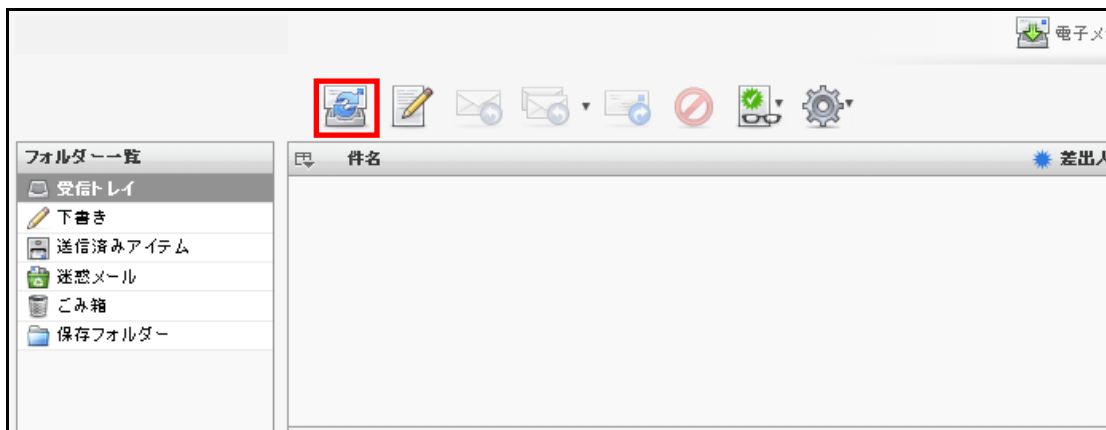 電子メ
フォルダー一覧
件名
差出人
受信トレイ
下書き
送信済みアイテム
迷惑メール
ごみ箱
保存フォルダー